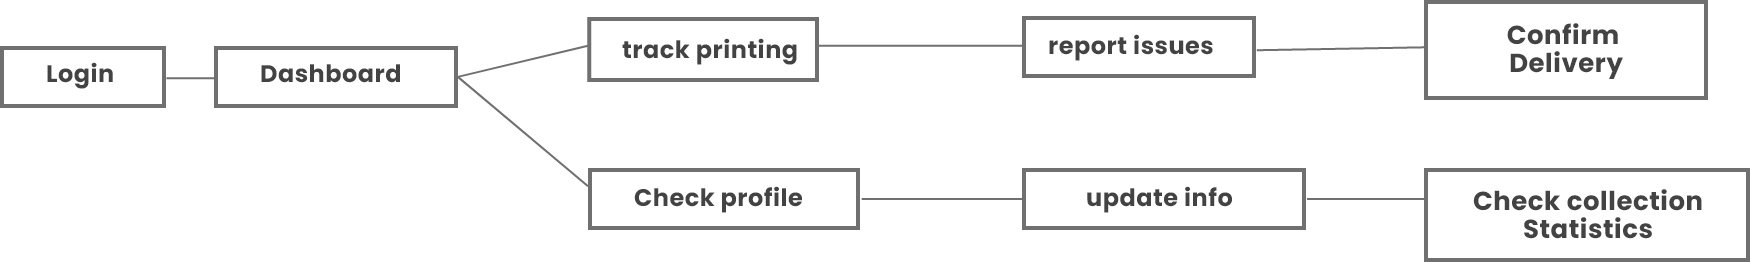 Login
Dashboard
track printing
report issues
Confirm
Delivery
Check profile
update info
Check collection
Statistics